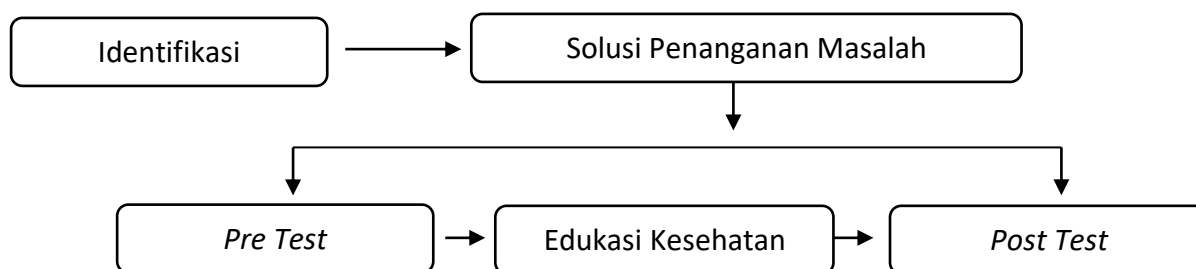 Identifikasi
Solusi Penanganan Masalah
Pre Test
Edukasi Kesehatan
Post Test